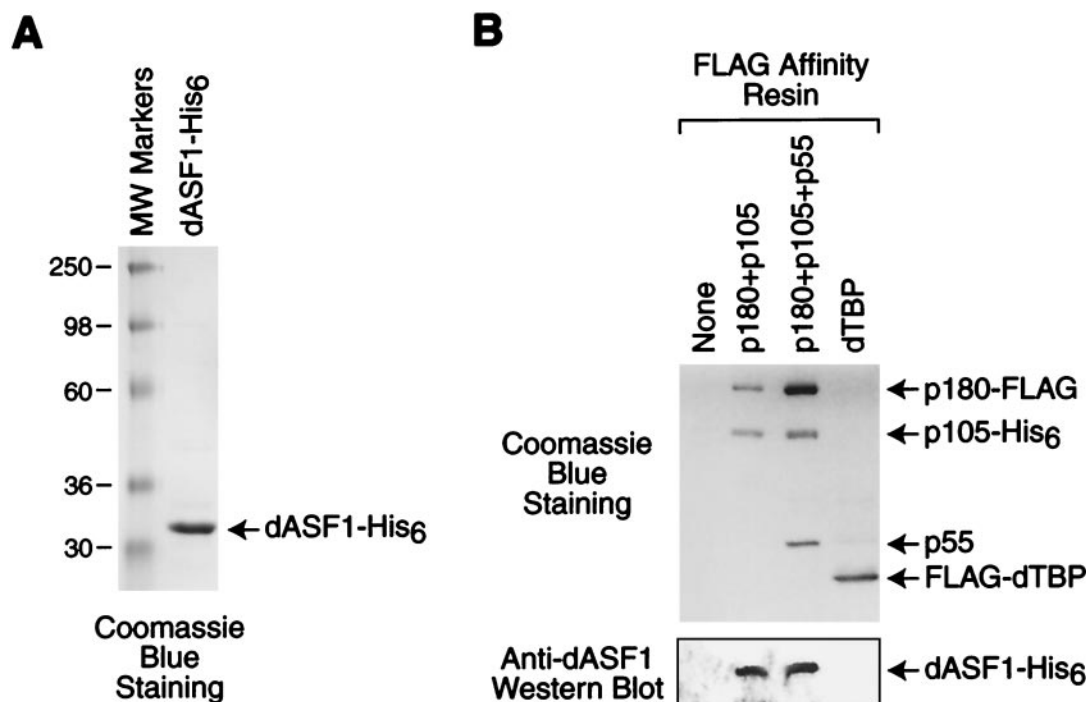 A
MW Markers
dASF1-His6
250
98
60
36
30
dASF1-His6
Coomassie
Blue
Staining
B
FLAG Affinity
Resin
None
p180+p105
p180+p105+p55
dTBP
Coomassie
Blue
Staining
p180-FLAG
p105-His6
p55
FLAG-dTBP
Anti-dASF1
Western Blot
dASF1-His6